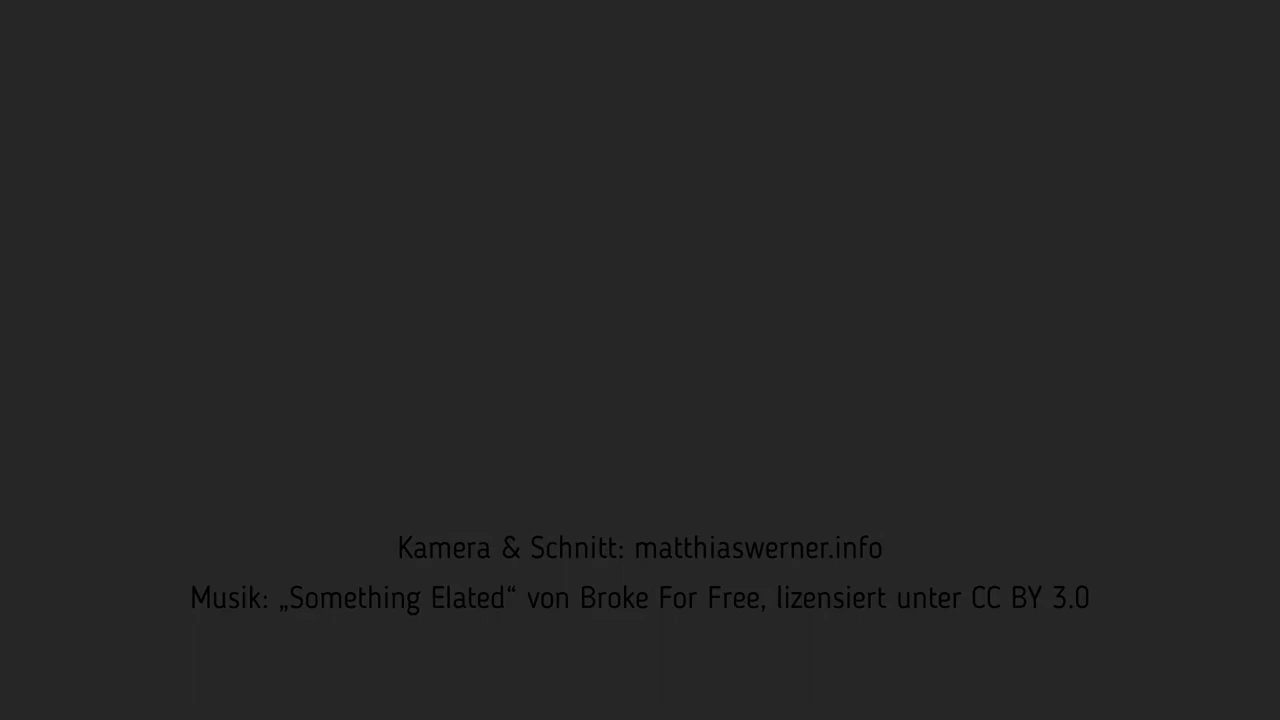 Kamera & Schnitt: matthiaswerner.info
Musik: „Something Elated“ von Broke For Free, lizensiert unter CC BY 3.0